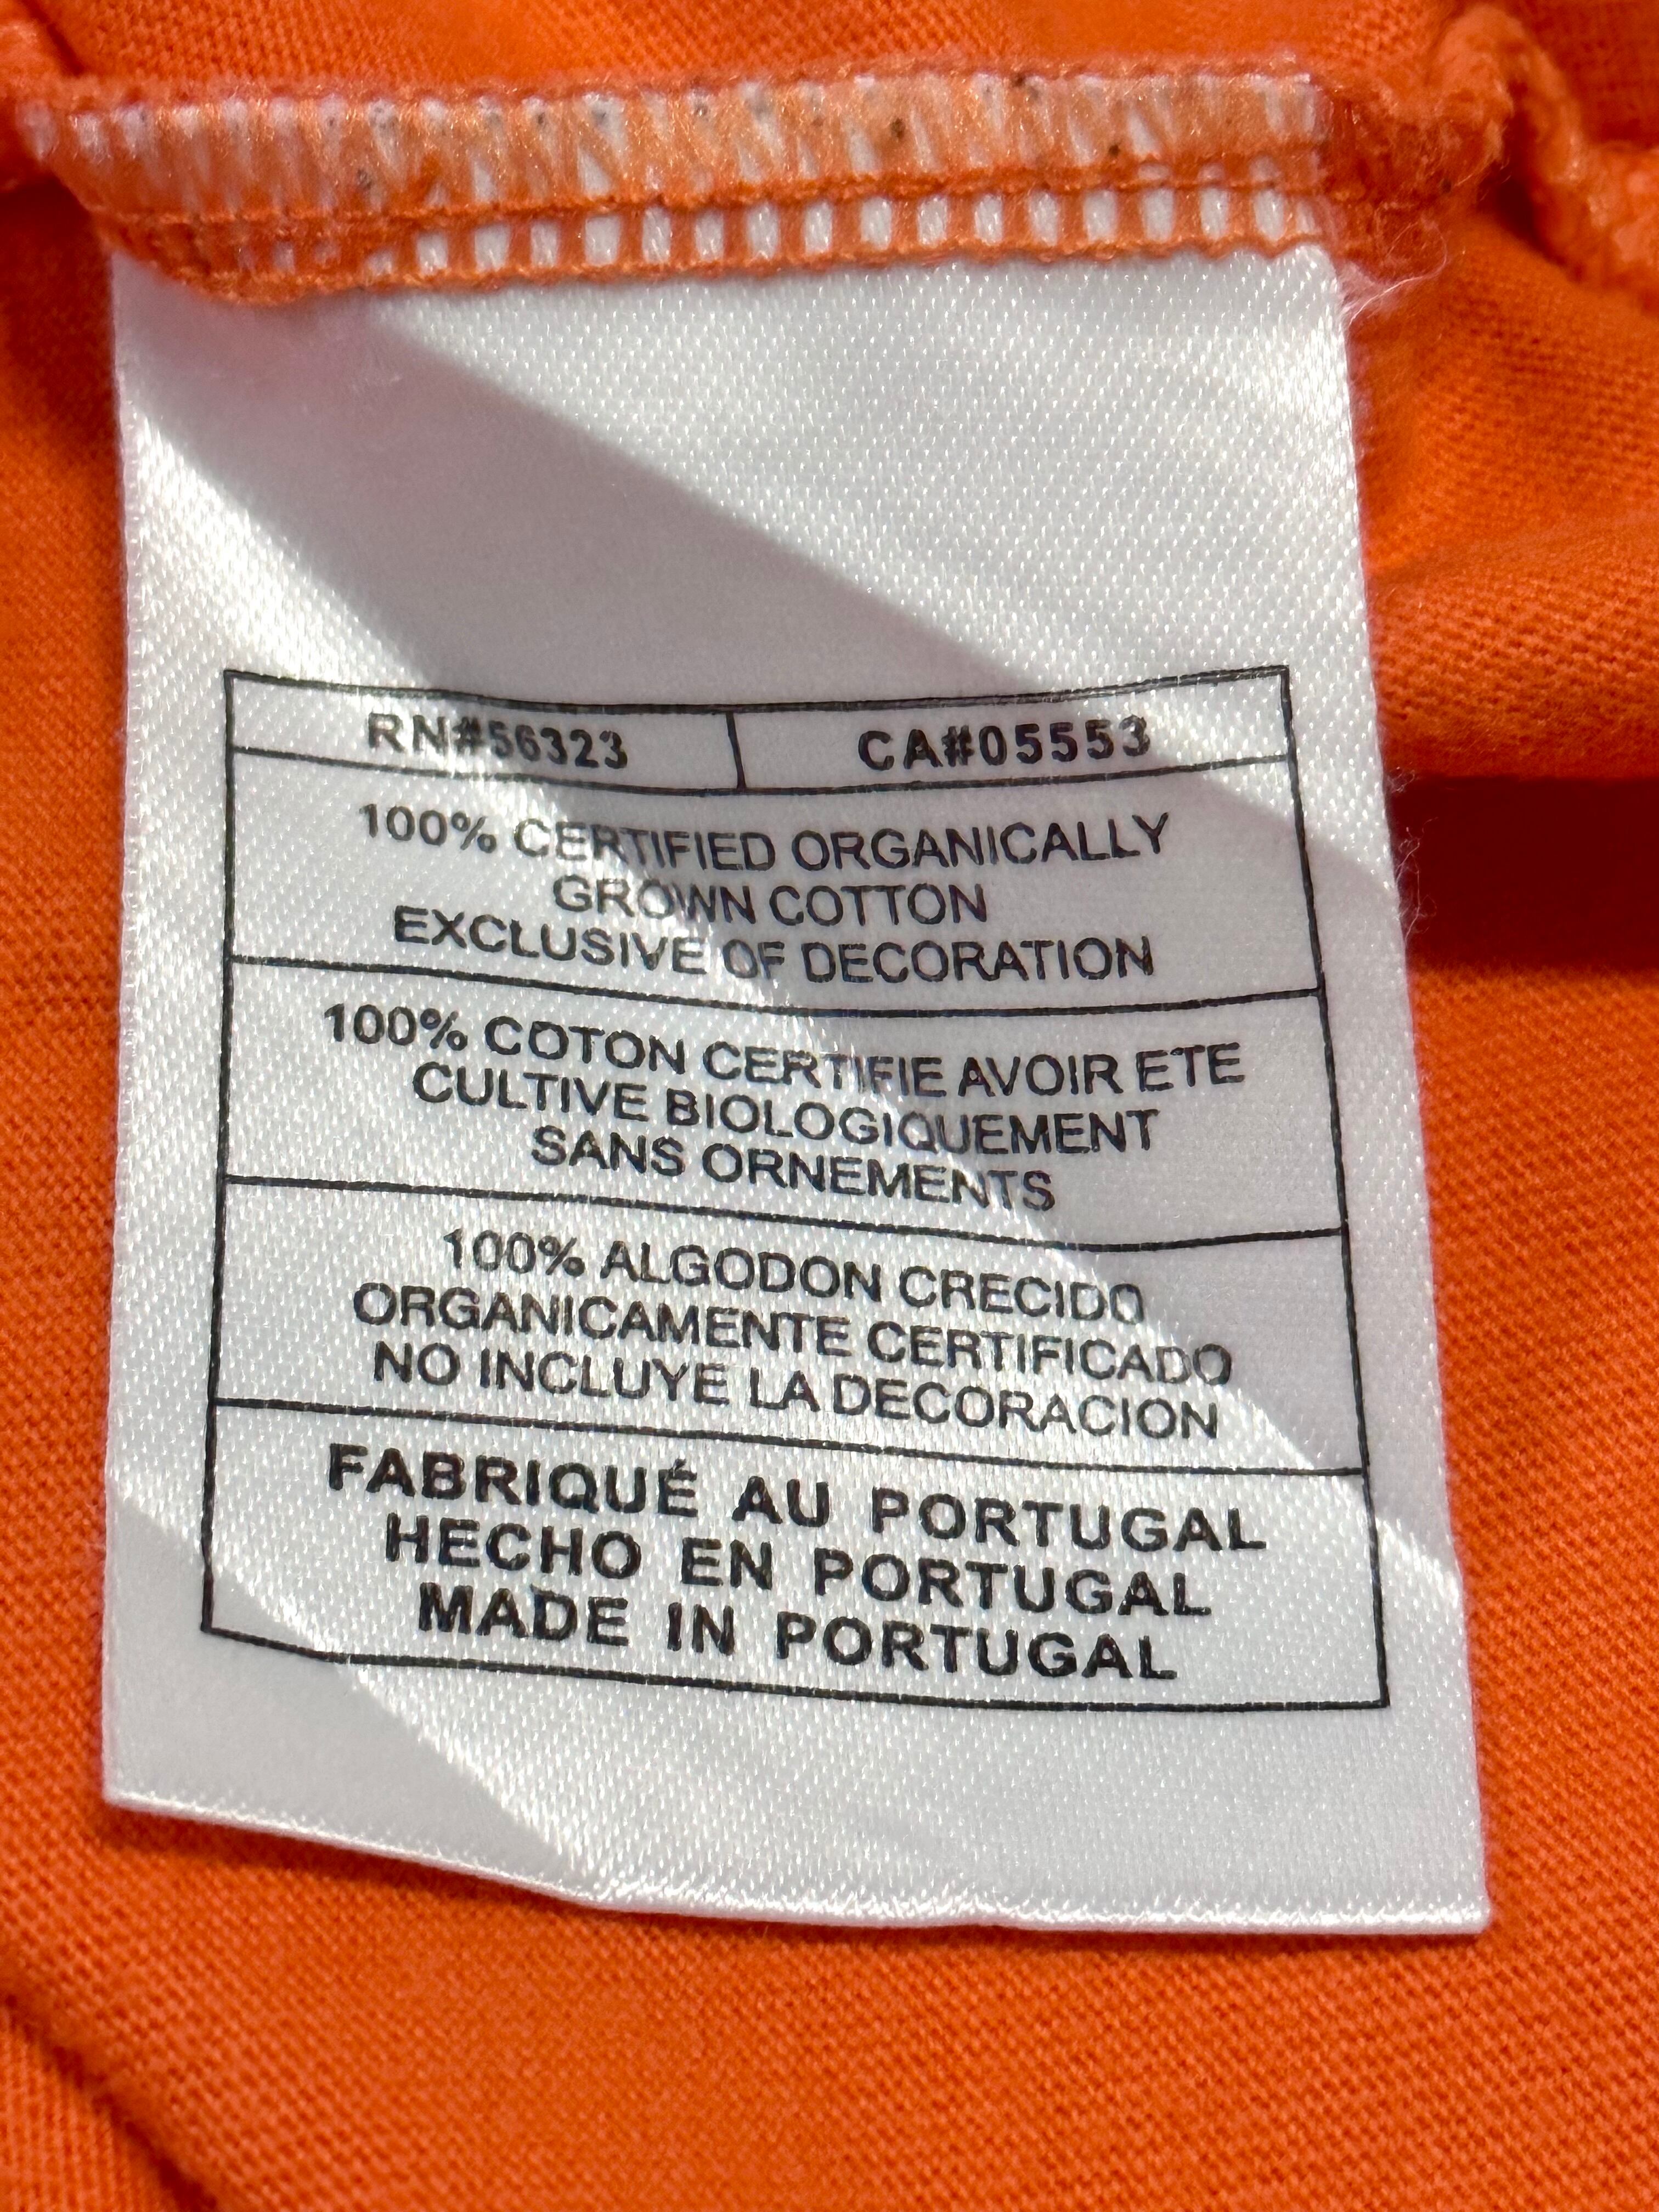 RN#56323 CA#05553
100% CERTIFIED ORGANICALLY
GROWN COTTON
EXCLUSIVE OF DECORATION
100% COTON CERTIFIE AVOIR ETE
CULTIVE BIOLOGIQUEMENT
SANS ORNEMENTS
100% ALGODON CRECIDO
ORGANICAMENTE CERTIFICADO
NO INCLUYE LA DECORACION
FABRIQUÉ AU PORTUGAL
HECHO EN PORTUGAL
MADE IN PORTUGAL